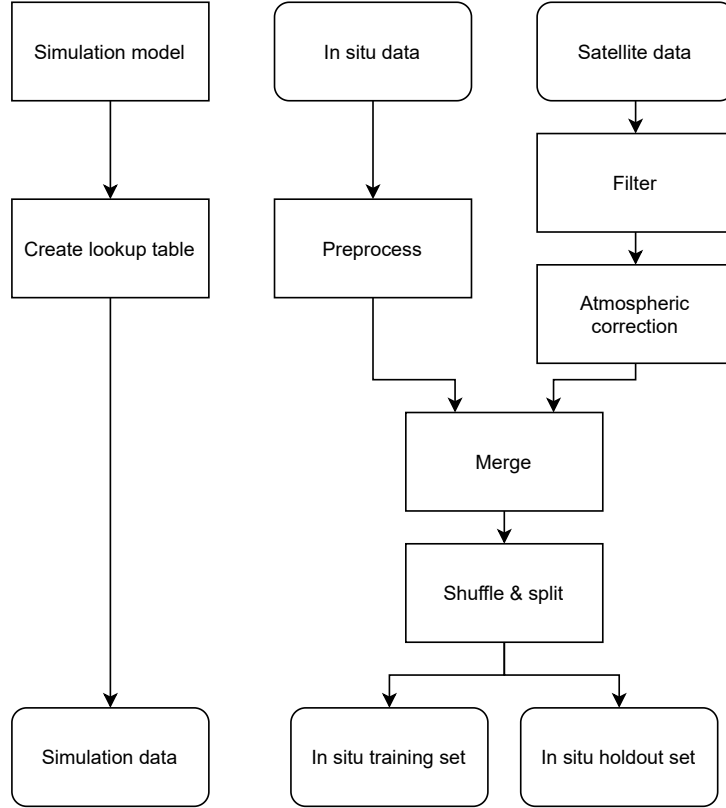 Simulation model
In situ data
Satellite data
Filter
Create lookup table
Preprocess
Atmospheric
correction
Merge
Shuffle & split
Simulation data
In situ training set
In situ holdout set